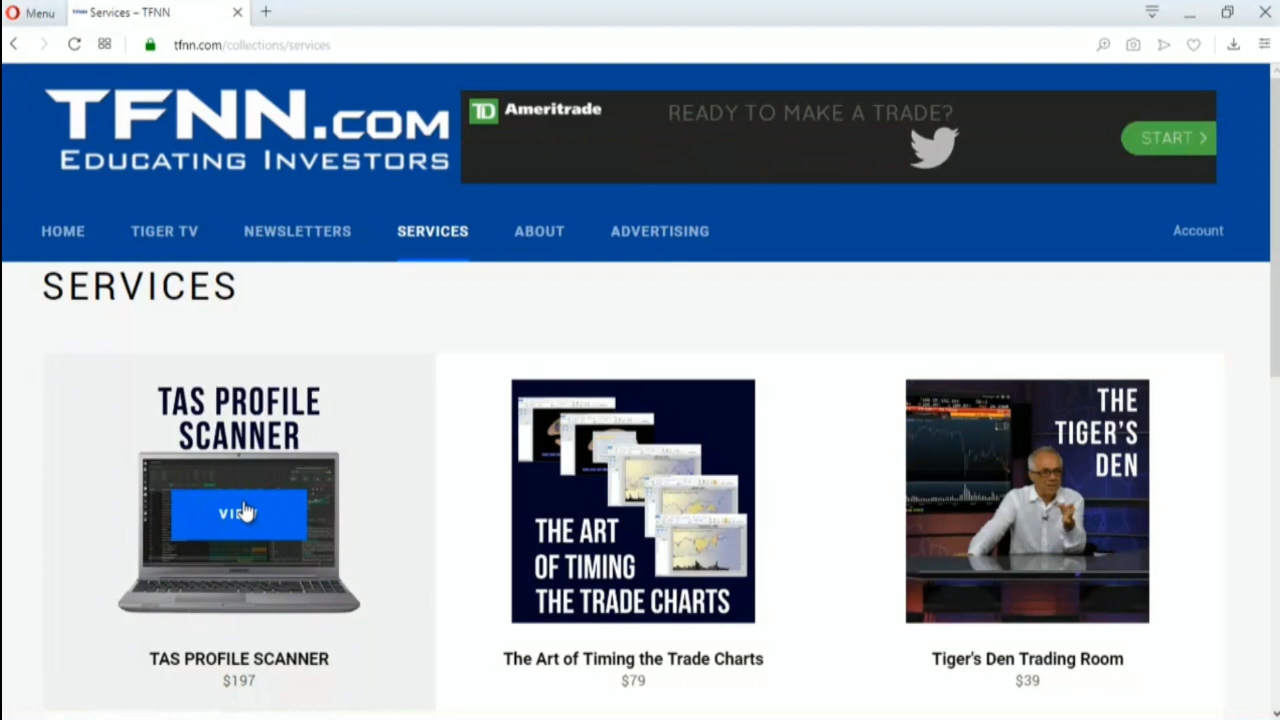 Menu
Services – TFNN
tfnn.com/collections/services
TFNN.COM
EDUCATING INVESTORS
TD Ameritrade
READY TO MAKE A TRADE?
START >
HOME
TIGER TV
NEWSLETTERS
SERVICES
ABOUT
ADVERTISING
Account
SERVICES
TAS PROFILE
SCANNER
TAS PROFILE SCANNER
$197
THE ART
OF TIMING
THE TRADE CHARTS
The Art of Timing the Trade Charts
$79
THE
TIGER'S
DEN
Tiger's Den Trading Room
$39